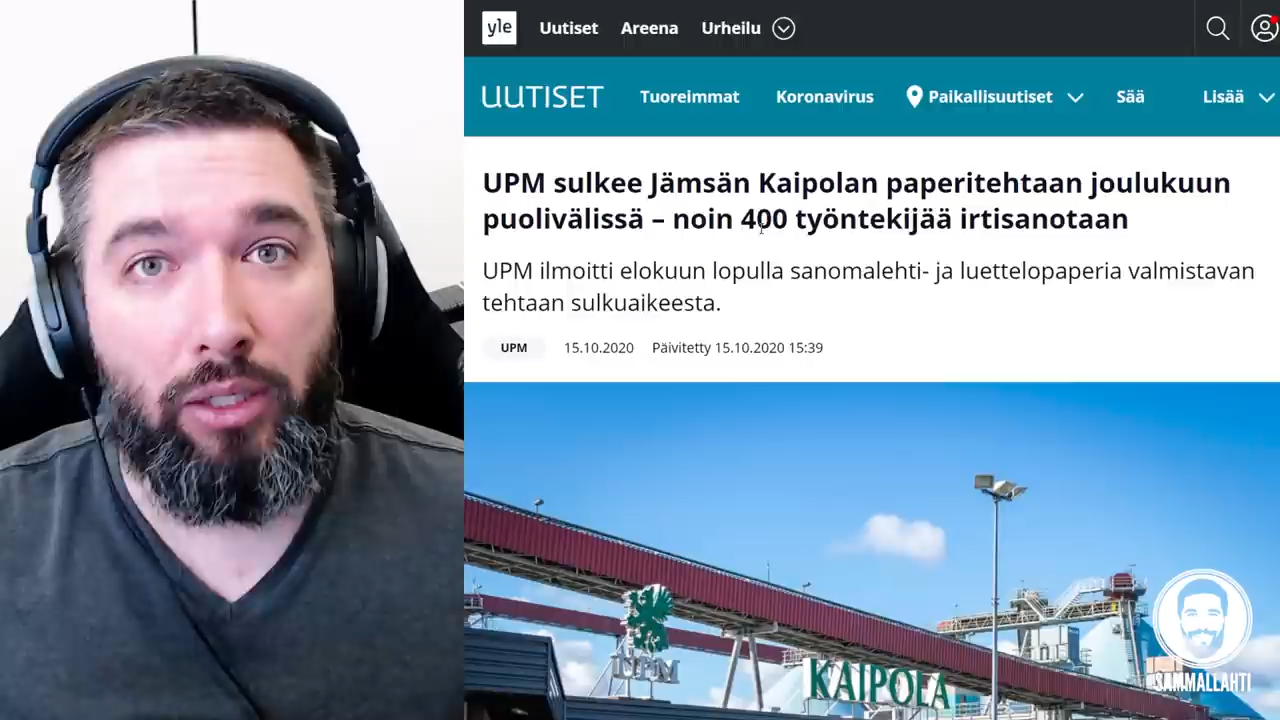 yle Uutiset Areena Urheilu
UUTISET Tuoreimmat Koronavirus Paikallisuutiset Sää Lisää
UPM sulkee Jämsän Kaipolan paperitehtaan joulukuun
puolivälissä – noin 400 työntekijää irtisanotaan
UPM ilmoitti elokuun lopulla sanomalehti- ja luettelopaperia valmistavan
tehtaan sulkuaikeesta.
UPM 15.10.2020 Päivitetty 15.10.2020 15:39
UPM
KAIPOLA
SAMMALLAHTI